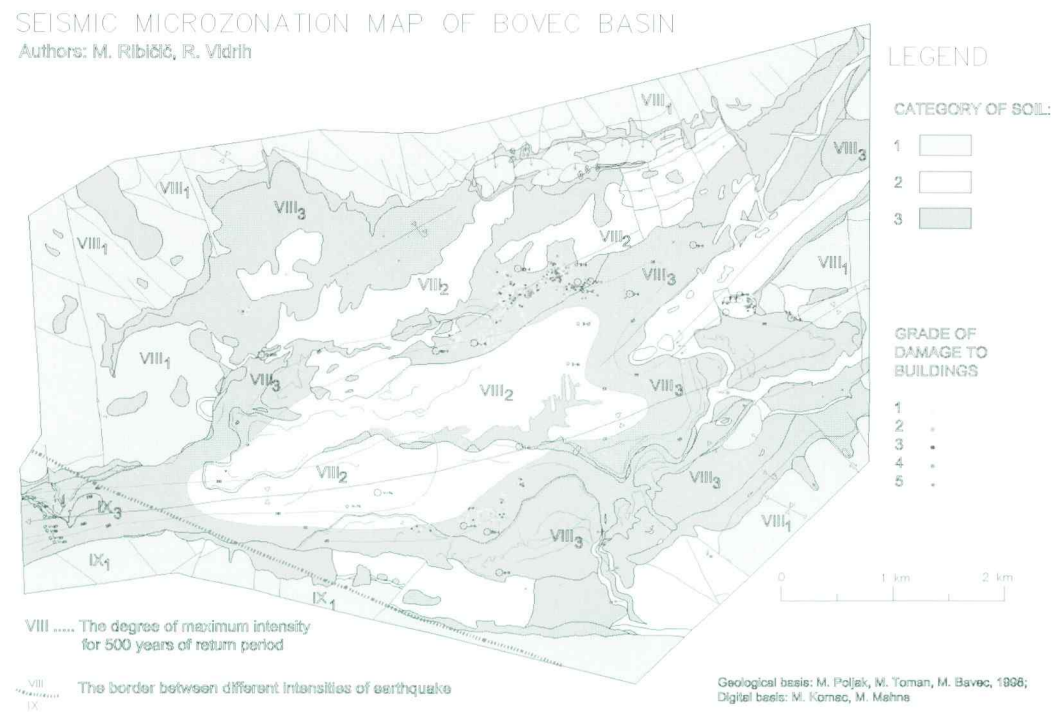 SEISMIC MICROZONATION MAP OF BOVEC BASIN
Authors: M. Ribičič, R. Vidrih
LEGEND
CATEGORY OF SOIL:
1
2
3
GRADE OF
DAMAGE TO
BUILDINGS
1
2
3
4
5
VIII1
VIII3
VIII1
VIII3
VIII1
VIII2
VIII3
VIII1
VIII2
VIII1
VIII3
VIII2
VIII3
VIII2
VIII3
IX3
VIII1
VIII3
IX1
IX1
0 1 km 2 km
VIII ..... The degree of maximum intensity
for 500 years of return period
VIII
IX
The border between different intensities of earthquake
Geological basis: M. Poljak, M. Toman, M. Bavec, 1998;
Digital basis: M. Komac, M. Mahne